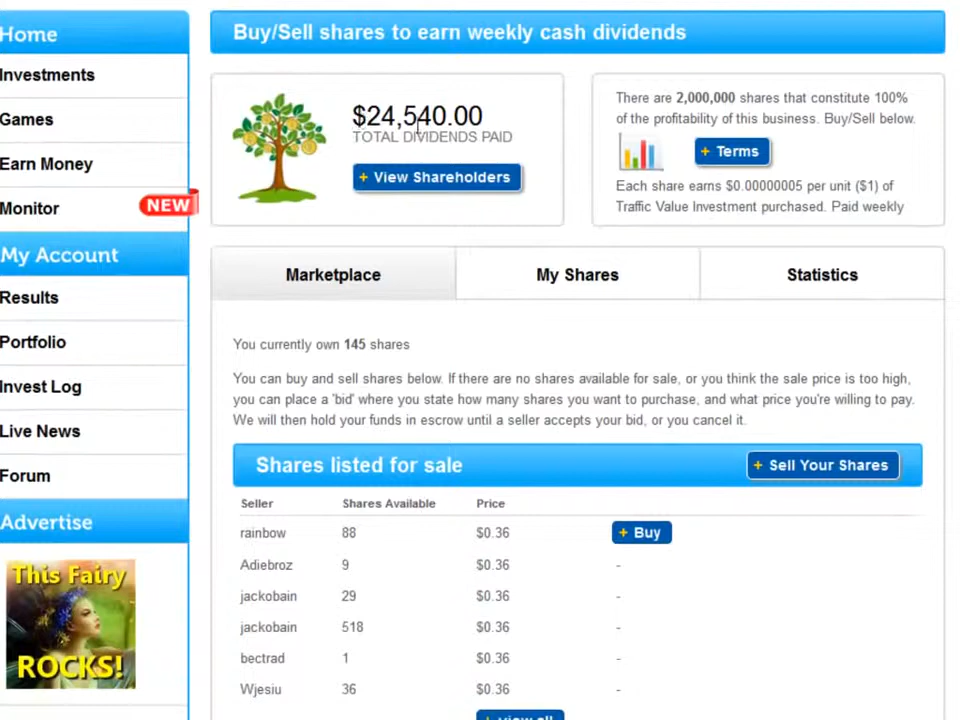 Home
Investments
Games
Earn Money
Monitor
NEW
My Account
Results
Portfolio
Invest Log
Live News
Forum
Advertise
This Fairy
ROCKS!
Buy/Sell shares to earn weekly cash dividends
$24,540.00
TOTAL DIVIDENDS PAID
+ View Shareholders
There are 2,000,000 shares that constitute 100%
of the profitability of this business. Buy/Sell below.
+ Terms
Each share earns $0.00000005 per unit ($1) of
Traffic Value Investment purchased. Paid weekly
Marketplace My Shares Statistics
You currently own 145 shares
You can buy and sell shares below. If there are no shares available for sale, or you think the sale price is too high,
you can place a 'bid' where you state how many shares you want to purchase, and what price you're willing to pay.
We will then hold your funds in escrow until a seller accepts your bid, or you cancel it.
Shares listed for sale + Sell Your Shares
Seller Shares Available Price
rainbow 88 $0.36 + Buy
Adiebroz 9 $0.36 -
jackobain 29 $0.36 -
jackobain 518 $0.36 -
bectrad 1 $0.36 -
Wjesiu 36 $0.36 -
+ view all